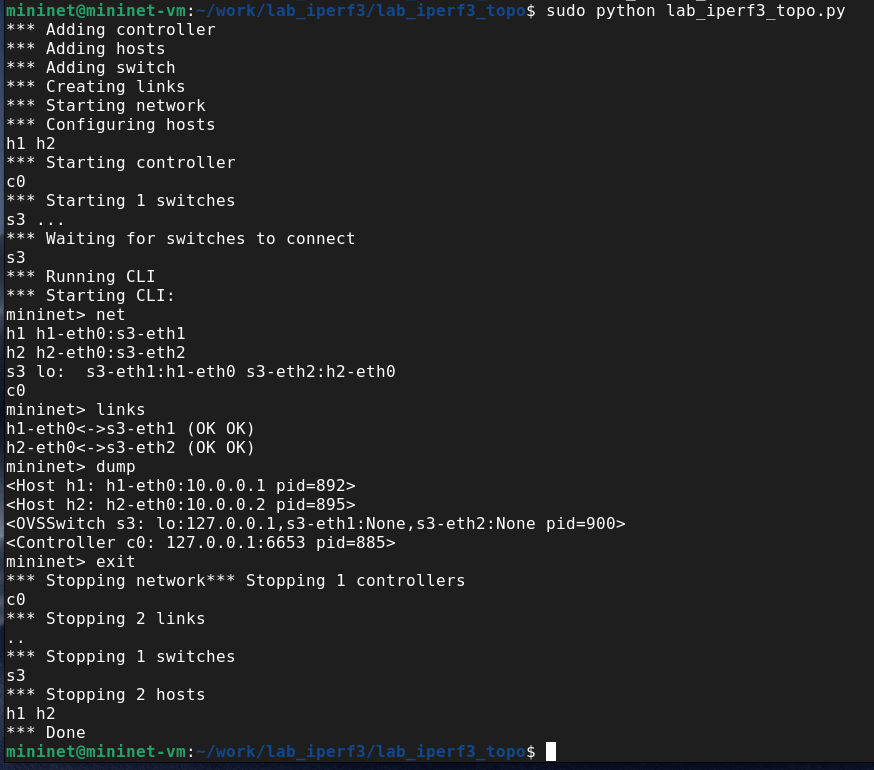 mininet@mininet-vm:~/work/lab_iperf3/lab_iperf3_topo$ sudo python lab_iperf3_topo.py
*** Adding controller
*** Adding hosts
*** Adding switch
*** Creating links
*** Starting network
*** Configuring hosts
h1 h2
*** Starting controller
c0
*** Starting 1 switches
s3 ...
*** Waiting for switches to connect
s3
*** Running CLI
*** Starting CLI:
mininet> net
h1 h1-eth0:s3-eth1
h2 h2-eth0:s3-eth2
s3 lo:  s3-eth1:h1-eth0 s3-eth2:h2-eth0
c0
mininet> links
h1-eth0<->s3-eth1 (OK OK)
h2-eth0<->s3-eth2 (OK OK)
mininet> dump
<Host h1: h1-eth0:10.0.0.1 pid=892>
<Host h2: h2-eth0:10.0.0.2 pid=895>
<OVSSwitch s3: lo:127.0.0.1,s3-eth1:None,s3-eth2:None pid=900>
<Controller c0: 127.0.0.1:6653 pid=885>
mininet> exit
*** Stopping network*** Stopping 1 controllers
c0
*** Stopping 2 links
..
*** Stopping 1 switches
s3
*** Stopping 2 hosts
h1 h2
*** Done
mininet@mininet-vm:~/work/lab_iperf3/lab_iperf3_topo$